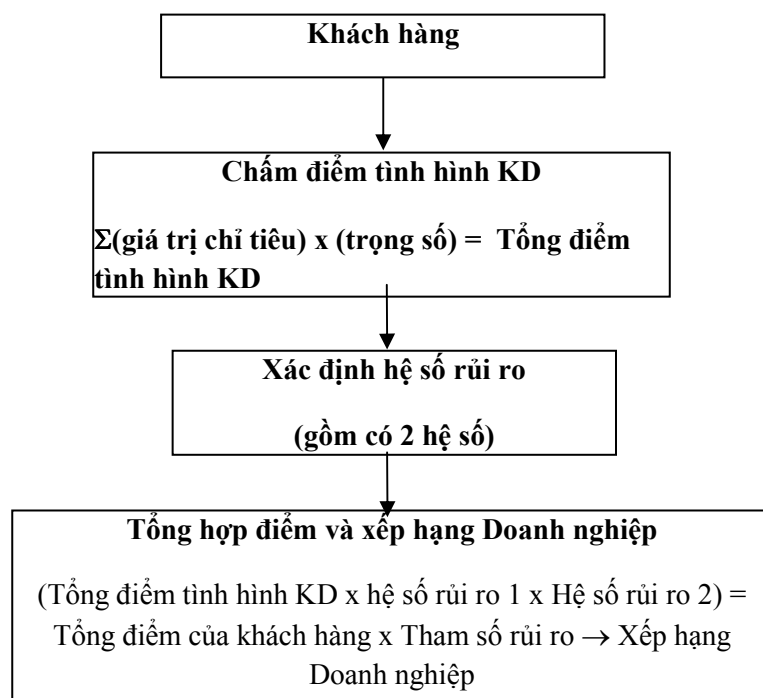 Khách hàng
Chấm điểm tình hình KD
Σ(giá trị chỉ tiêu) x (trọng số) = Tổng điểm
tình hình KD
Xác định hệ số rủi ro
(gồm có 2 hệ số)
Tổng hợp điểm và xếp hạng Doanh nghiệp
(Tổng điểm tình hình KD x hệ số rủi ro 1 x Hệ số rủi ro 2) =
Tổng điểm của khách hàng x Tham số rủi ro → Xếp hạng
Doanh nghiệp